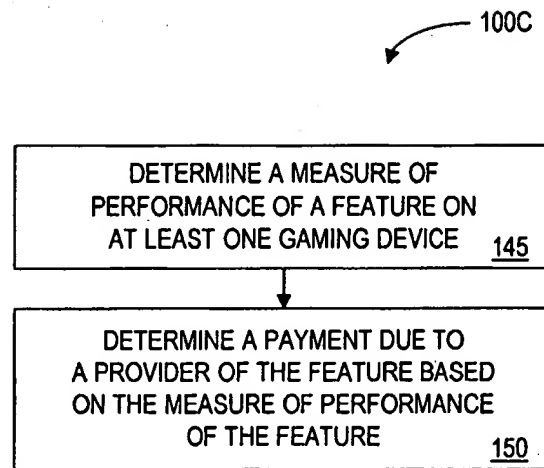 100C
DETERMINE A MEASURE OF
PERFORMANCE OF A FEATURE ON
AT LEAST ONE GAMING DEVICE 145
DETERMINE A PAYMENT DUE TO
A PROVIDER OF THE FEATURE BASED
ON THE MEASURE OF PERFORMANCE
OF THE FEATURE 150